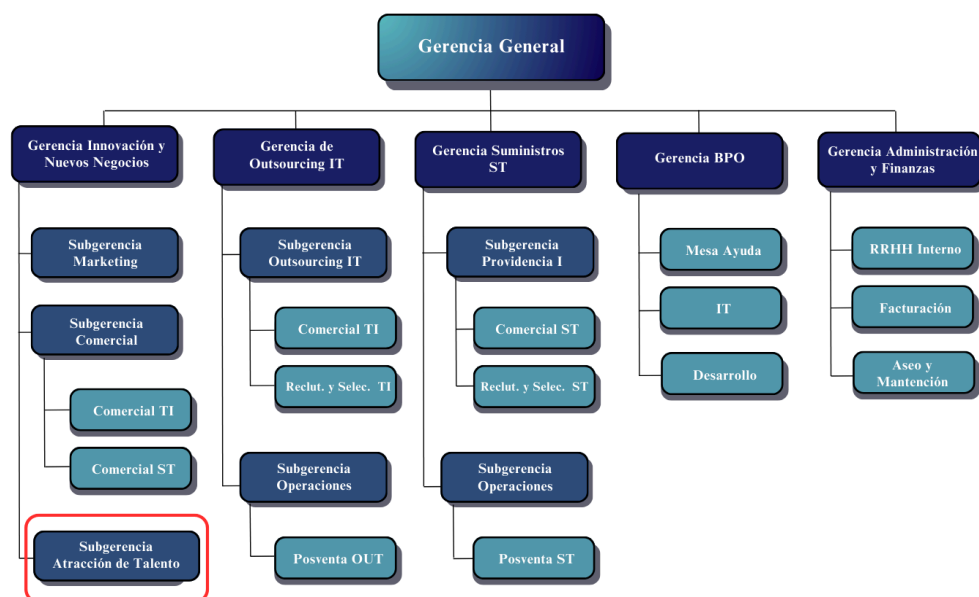 Gerencia General
Gerencia Innovación y
Nuevos Negocios
Gerencia de
Outsourcing IT
Gerencia Suministros
ST
Gerencia BPO
Gerencia Administración
y Finanzas
Subgerencia
Marketing
Subgerencia
Comercial
Comercial TI
Comercial ST
Subgerencia
Atracción de Talento
Subgerencia
Outsourcing IT
Comercial TI
Reclut. y Selec. TI
Subgerencia
Operaciones
Posventa OUT
Subgerencia
Providencia I
Comercial ST
Reclut. y Selec. ST
Subgerencia
Operaciones
Posventa ST
Mesa Ayuda
IT
Desarrollo
RRHH Interno
Facturación
Aseo y
Mantención